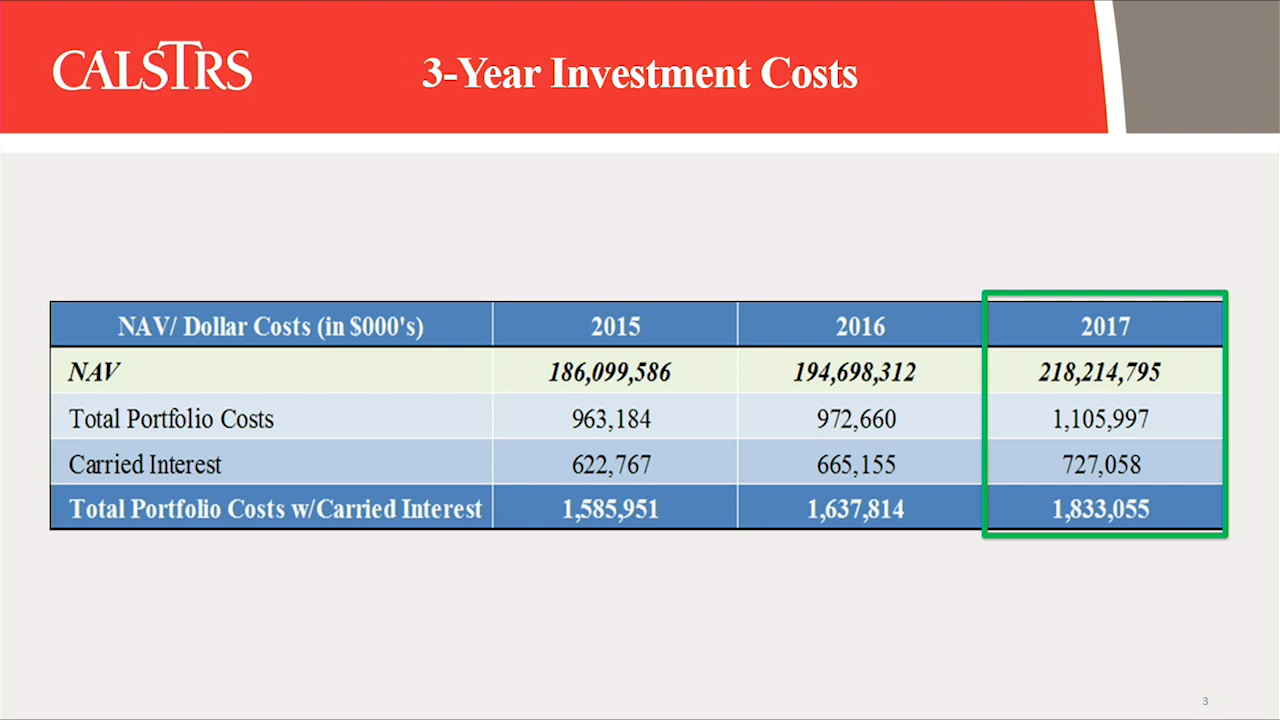 CALSTRS
3-Year Investment Costs
NAV/ Dollar Costs (in $000's) 2015 2016 2017
NAV 186,099,586 194,698,312 218,214,795
Total Portfolio Costs 963,184 972,660 1,105,997
Carried Interest 622,767 665,155 727,058
Total Portfolio Costs w/Carried Interest 1,585,951 1,637,814 1,833,055
3